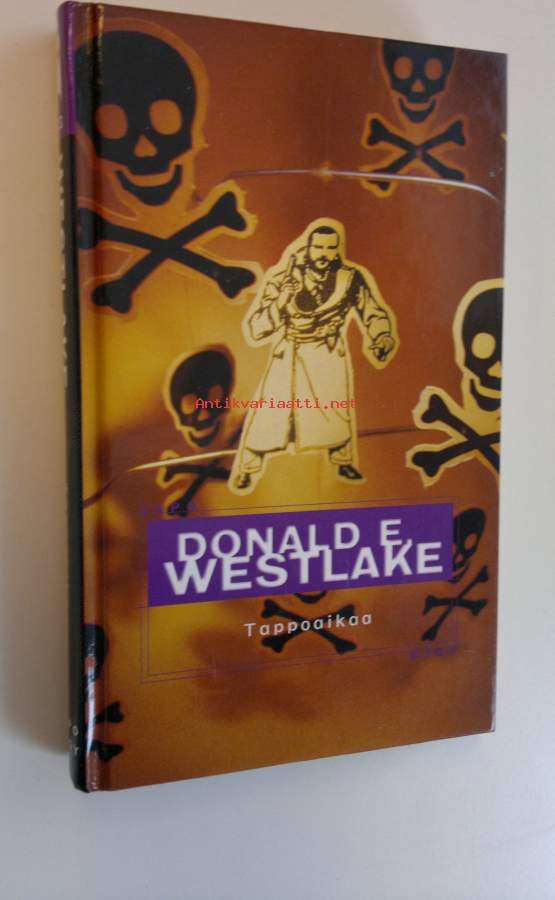 DONALD E.
WESTLAKE
Tappoaikaa
Antikvariaatti.net